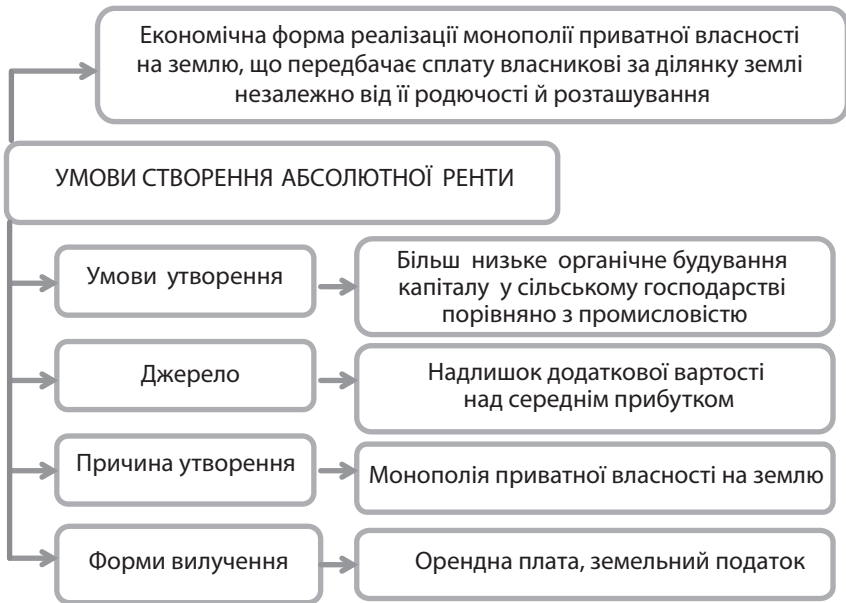 Економічна форма реалізації монополії приватної власності
на землю, що передбачає сплату власникові за ділянку землі
незалежно від її родючості й розташування
УМОВИ СТВОРЕННЯ АБСОЛЮТНОЇ РЕНТИ
Умови утворення
Більш низьке органічне будування
капіталу у сільському господарстві
порівняно з промисловістю
Джерело
Надлишок додаткової вартості
над середнім прибутком
Причина утворення
Монополія приватної власності на землю
Форми вилучення
Орендна плата, земельний податок